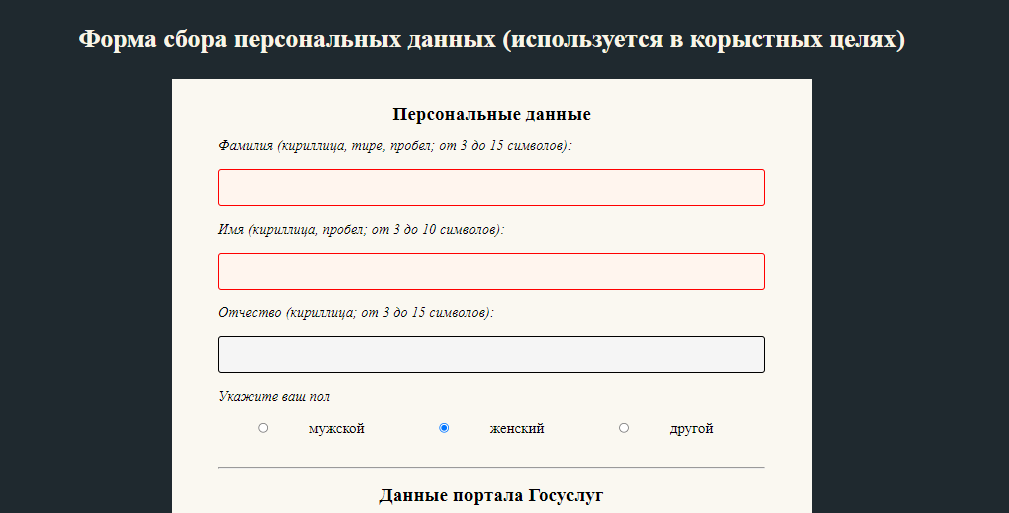 Форма сбора персональных данных (используется в корыстных целях)
Персональные данные
Фамилия (кириллица, тире, пробел; от 3 до 15 символов):
Имя (кириллица, пробел; от 3 до 10 символов):
Отчество (кириллица; от 3 до 15 символов):
Укажите ваш пол
мужской женский другой
Данные портала Госуслуг